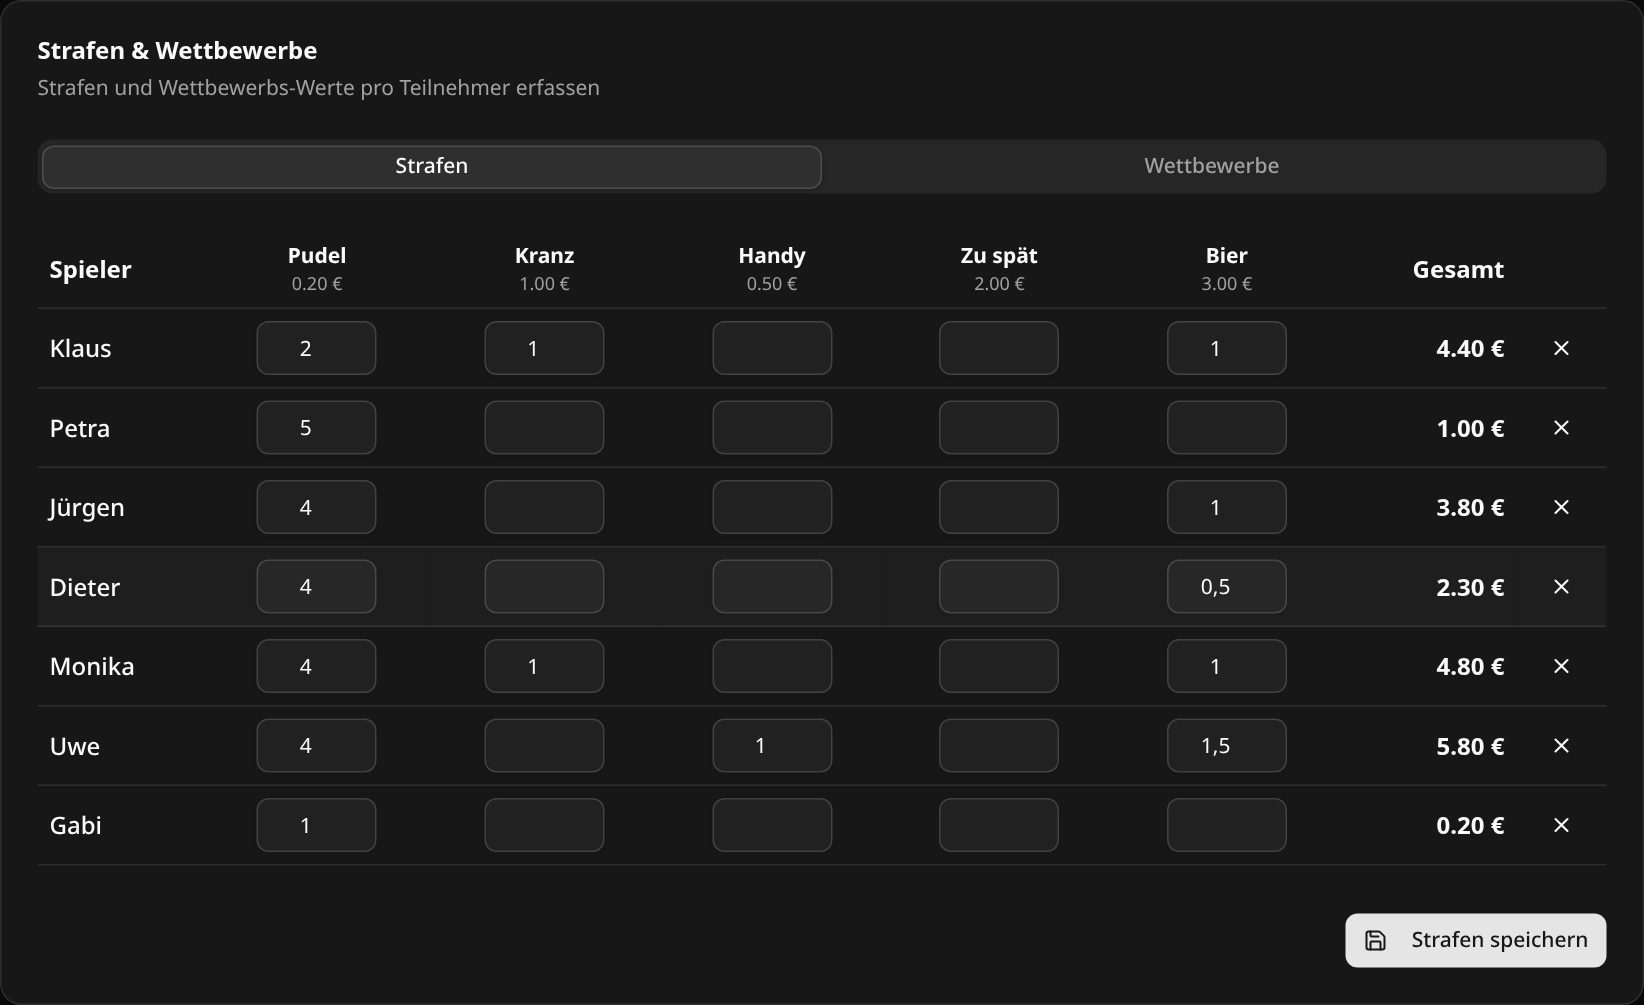 Strafen & Wettbewerbe
Strafen und Wettbewerbs-Werte pro Teilnehmer erfassen
Strafen Wettbewerbe
Spieler Pudel 0.20 € Kranz 1.00 € Handy 0.50 € Zu spät 2.00 € Bier 3.00 € Gesamt
Klaus 2 1 1 4.40 €
Petra 5 1.00 €
Jürgen 4 1 3.80 €
Dieter 4 0,5 2.30 €
Monika 4 1 1 4.80 €
Uwe 4 1 1,5 5.80 €
Gabi 1 0.20 €
Strafen speichern